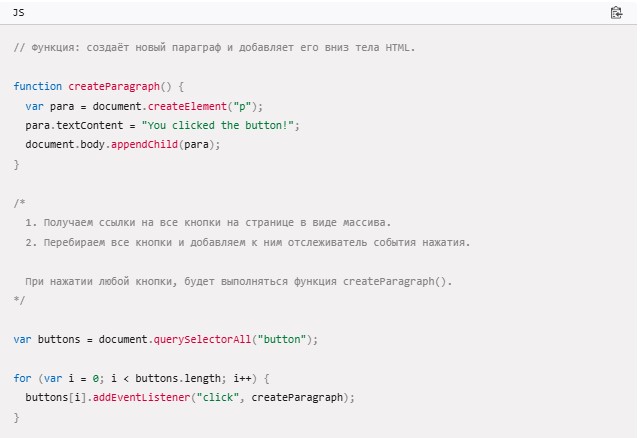 JS
// Функция: создаёт новый параграф и добавляет его вниз тела HTML.
function createParagraph() {
var para = document.createElement("p");
para.textContent = "You clicked the button!";
document.body.appendChild(para);
}
/*
1. Получаем ссылки на все кнопки на странице в виде массива.
2. Перебираем все кнопки и добавляем к ним отслеживатель события нажатия.
При нажатии любой кнопки, будет выполняться функция createParagraph().
*/
var buttons = document.querySelectorAll("button");
for (var i = 0; i < buttons.length; i++) {
buttons[i].addEventListener("click", createParagraph);
}